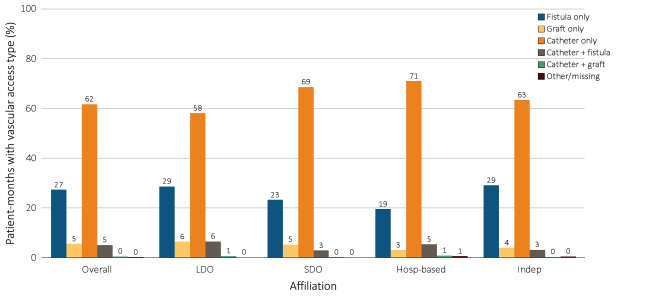 Patient-months with vascular access type (%)
100
80
60
40
20
0
Fistula only
Graft only
Catheter only
Catheter + fistula
Catheter + graft
Other/missing
27 5 62 5 0 0
29 6 58 6 1 0
23 5 69 3 0 0
19 3 71 5 1 1
29 4 63 3 0 0
Overall LDO SDO Hosp-based Indep
Affiliation